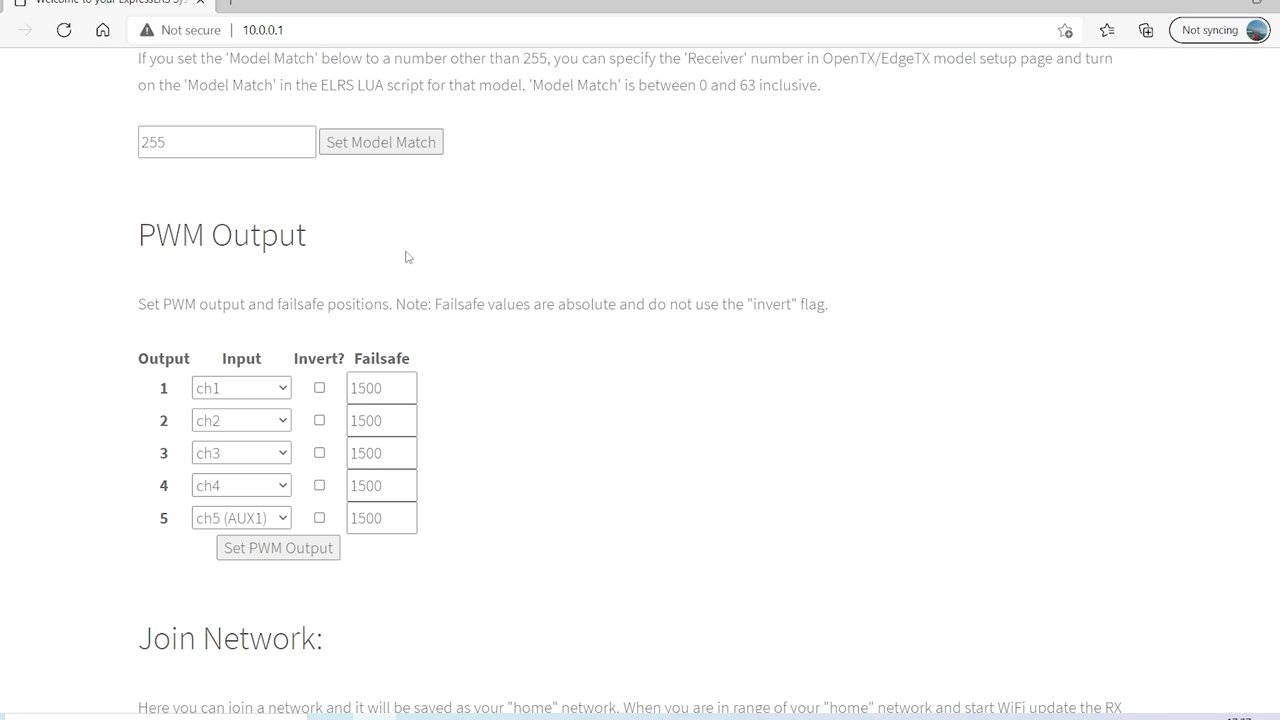 Welcome to your ExpressLRS Sy
Not secure
10.0.0.1
Not syncing
If you set the 'Model Match' below to a number other than 255, you can specify the 'Receiver' number in OpenTX/EdgeTX model setup page and turn
on the 'Model Match' in the ELRS LUA script for that model. 'Model Match' is between 0 and 63 inclusive.
255 Set Model Match
PWM Output
Set PWM output and failsafe positions. Note: Failsafe values are absolute and do not use the "invert" flag.
Output Input Invert? Failsafe
1 ch1 1500
2 ch2 1500
3 ch3 1500
4 ch4 1500
5 ch5 (AUX1) 1500
Set PWM Output
Join Network:
Here you can join a network and it will be saved as your "home" network. When you are in range of your "home" network and start WiFi update the RX